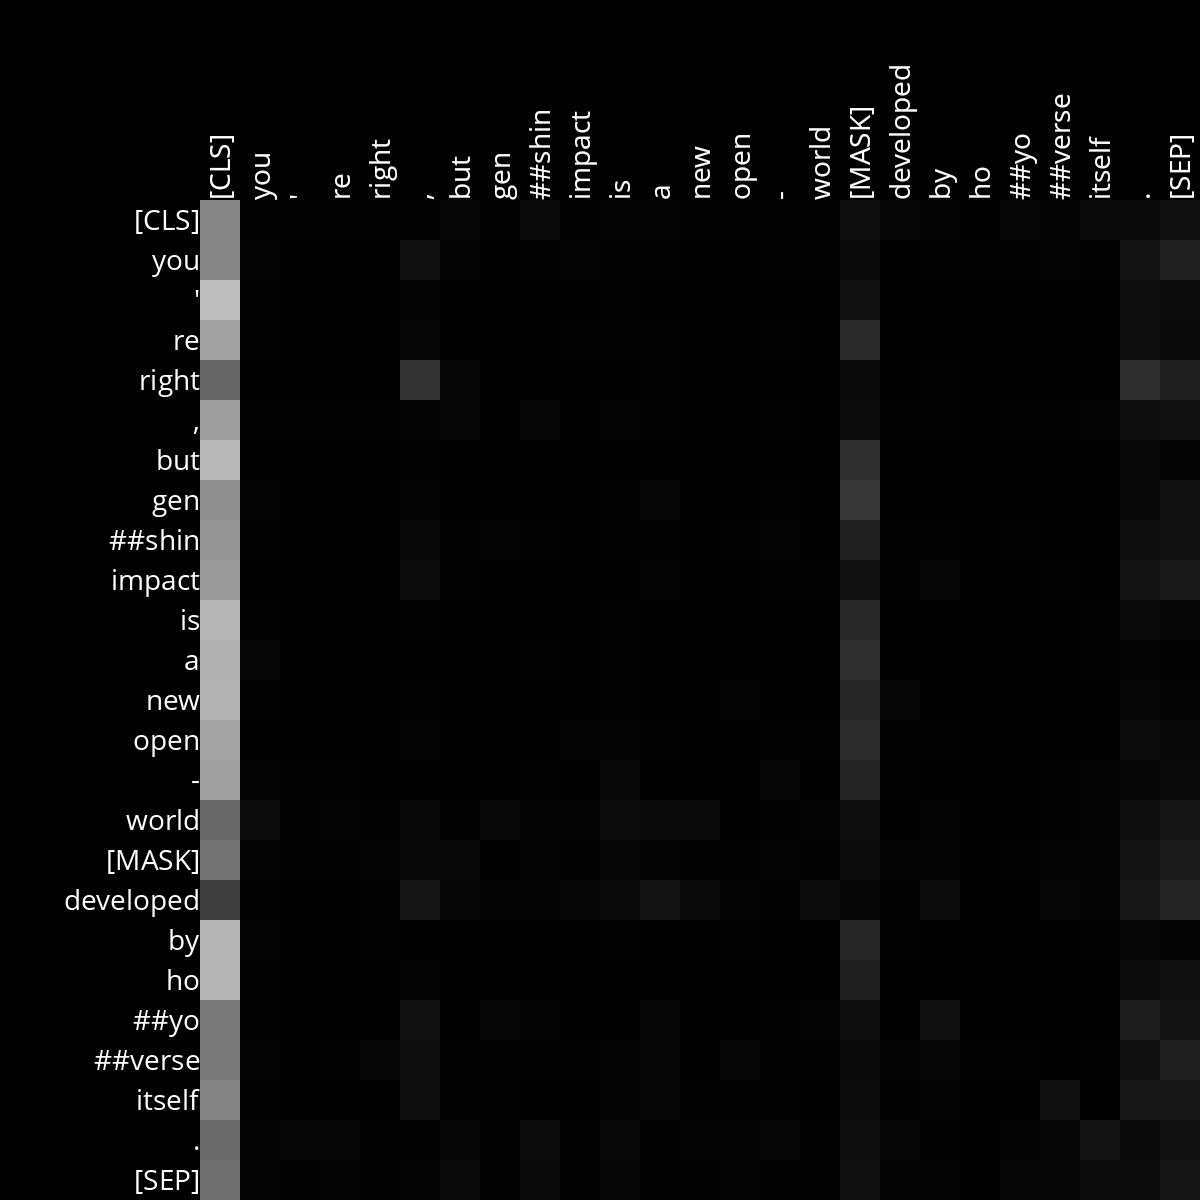 [CLS] you ' re right , but gen ##shin impact is a new open - world [MASK] developed by ho ##yo ##verse itself . [SEP]
[CLS]
you
'
re
right
,
but
gen
##shin
impact
is
a
new
open
-
world
[MASK]
developed
by
ho
##yo
##verse
itself
.
[SEP]